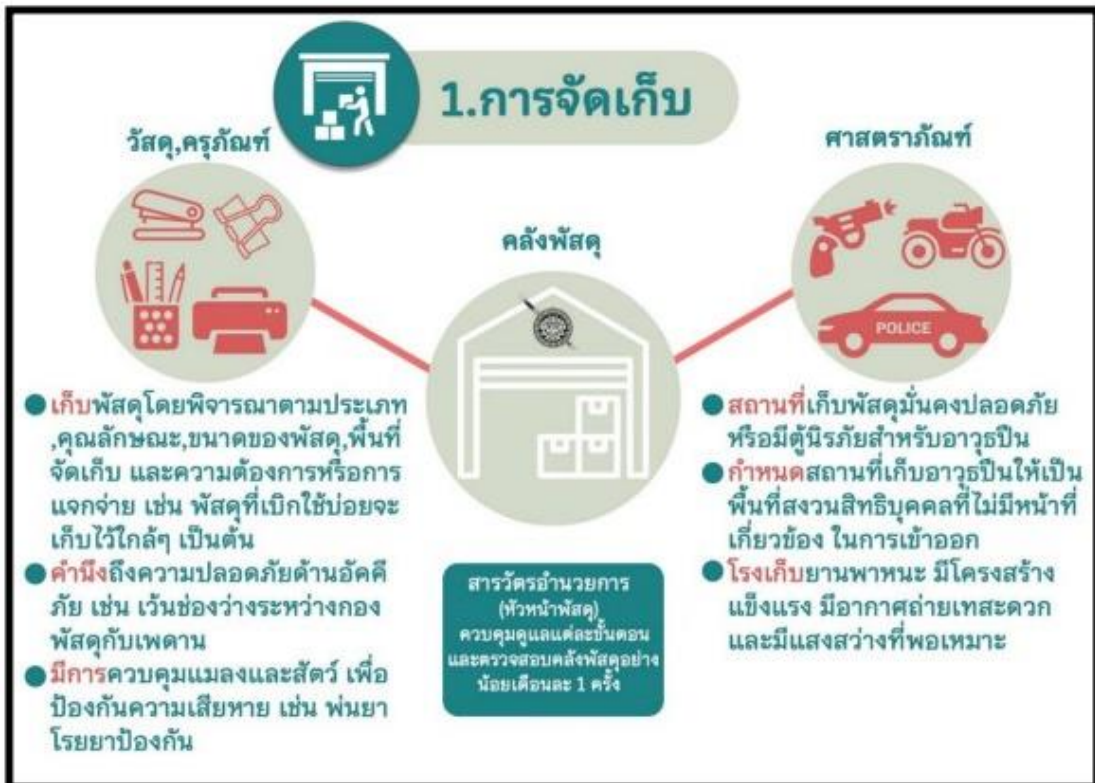 1.การจัดเก็บ
วัสดุ,ครุภัณฑ์
●เก็บพัสดุโดยพิจารณาตามประเภท
,คุณลักษณะ,ขนาดของพัสดุ,พื้นที่
จัดเก็บ และความต้องการหรือการ
แจกจ่าย เช่น พัสดุที่เบิกใช้บ่อยจะ
เก็บไว้ใกล้ๆ เป็นต้น
●คำนึงถึงความปลอดภัยด้านอัคคี
ภัย เช่น เว้นช่องว่างระหว่างกอง
พัสดุกับเพดาน
●มีการควบคุมแมลงและสัตว์ เพื่อ
ป้องกันความเสียหาย เช่น พ่นยา
โรยยาป้องกัน
คลังพัสดุ
สารวัตรอำนวยการ
(หัวหน้าพัสดุ)
ควบคุมดูแลแต่ละขั้นตอน
และตรวจสอบคลังพัสดุอย่าง
น้อยเดือนละ 1 ครั้ง
ศาสตราภัณฑ์
POLICE
●สถานที่เก็บพัสดุมั่นคงปลอดภัย
หรือมีตู้นิรภัยสำหรับอาวุธปืน
●กำหนดสถานที่เก็บอาวุธปืนให้เป็น
พื้นที่สงวนสิทธิบุคคลที่ไม่มีหน้าที่
เกี่ยวข้อง ในการเข้าออก
●โรงเก็บยานพาหนะ มีโครงสร้าง
แข็งแรง มีอากาศถ่ายเทสะดวก
และมีแสงสว่างที่พอเหมาะ